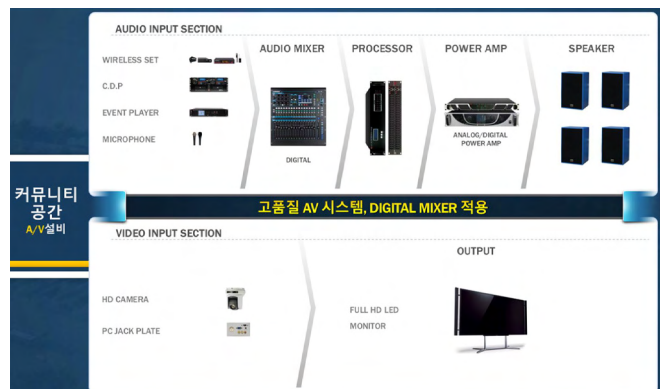 AUDIO INPUT SECTION
WIRELESS SET
C.D.P
EVENT PLAYER
MICROPHONE
AUDIO MIXER
DIGITAL
PROCESSOR
POWER AMP
ANALOG/DIGITAL
POWER AMP
SPEAKER
커뮤니티
공간
A/V설비
고품질 AV 시스템, DIGITAL MIXER 적용
VIDEO INPUT SECTION
HD CAMERA
PC JACK PLATE
OUTPUT
FULL HD LED
MONITOR